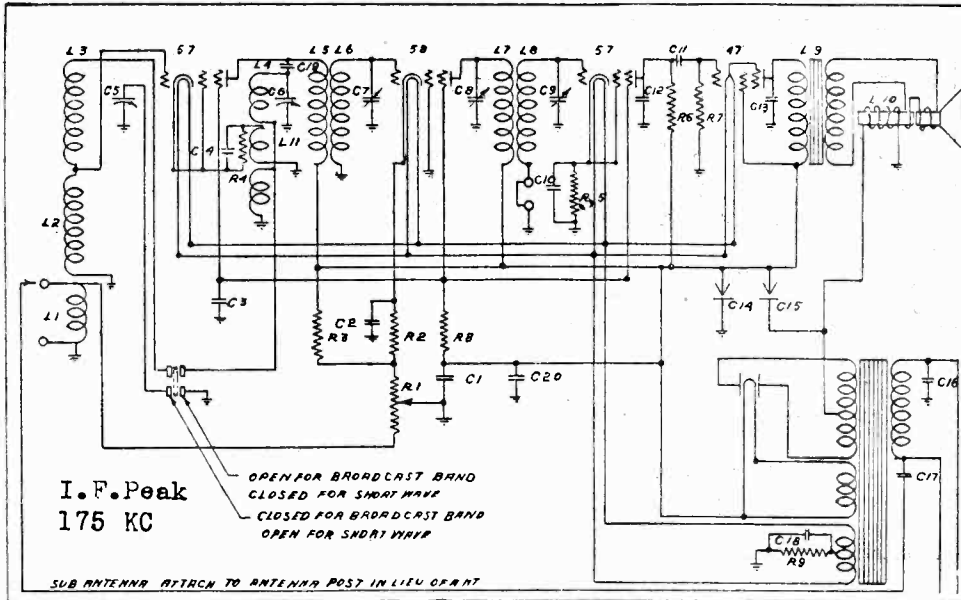 L3
57
L4
C19
L5 L6
58
L7 L8
57
C11
47
L9
C5
C6
C7
C8
C9
C12
R6
R7
C13
L10
C4
L11
R4
C10
R5
L2
C3
C14
C15
L1
R3
C2
R2
R8
R1
C1
C20
C16
C17
OPEN FOR BROADCAST BAND
CLOSED FOR SHORT WAVE
CLOSED FOR BROADCAST BAND
OPEN FOR SHORT WAVE
I.F.Peak
175 KC
C18
R9
SUB ANTENNA ATTACH TO ANTENNA POST IN LIEU OF ANT